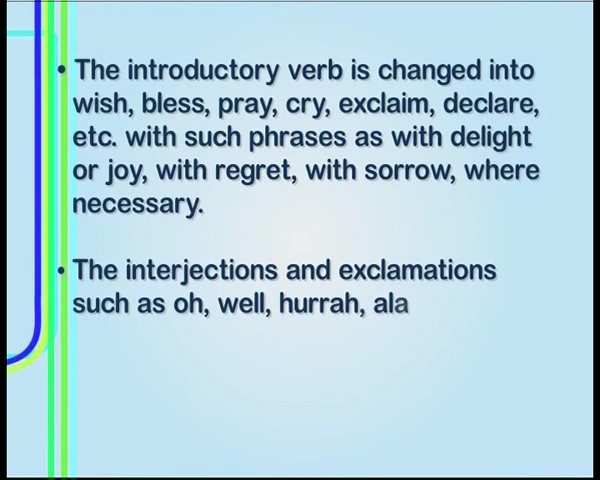 • The introductory verb is changed into
wish, bless, pray, cry, exclaim, declare,
etc. with such phrases as with delight
or joy, with regret, with sorrow, where
necessary.
• The interjections and exclamations
such as oh, well, hurrah, ala